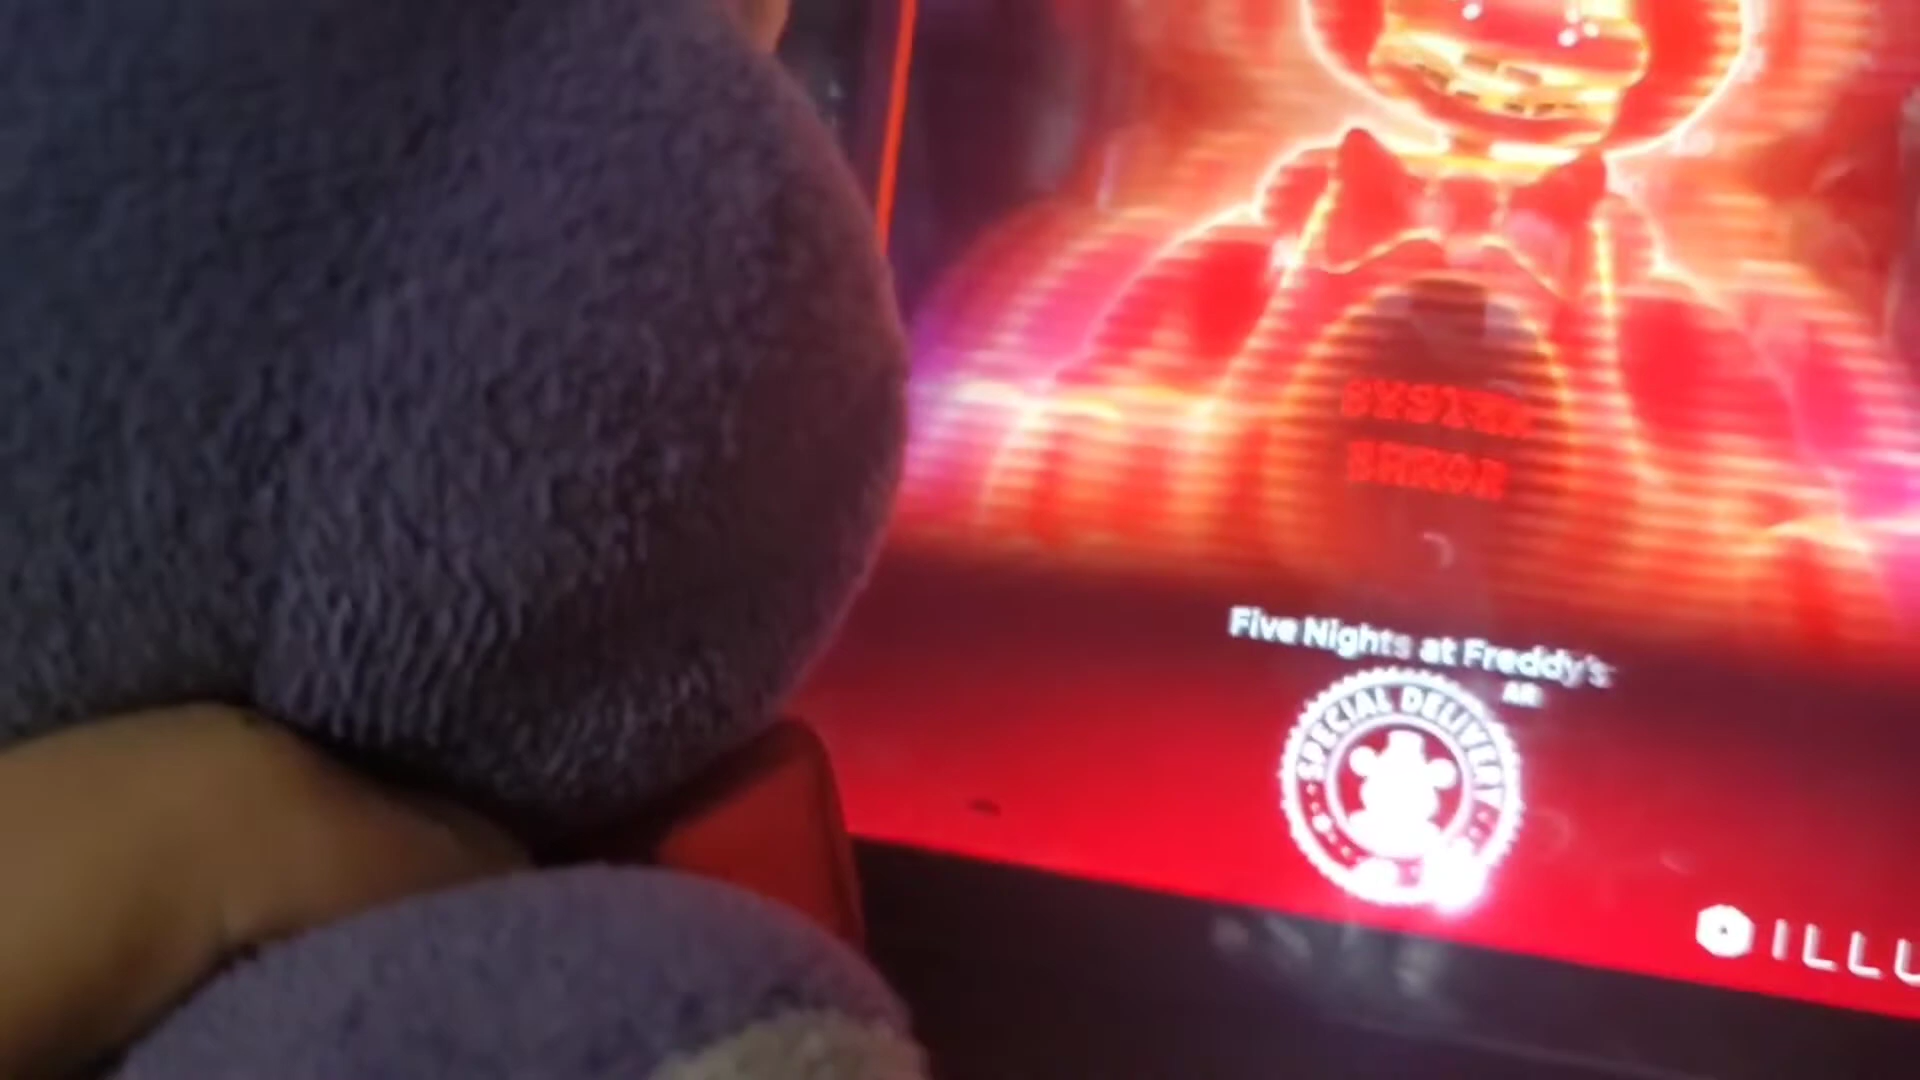 SYSTEM
ERROR
Five Nights at Freddy's
AR
SPECIAL DELIVERY
ILLU